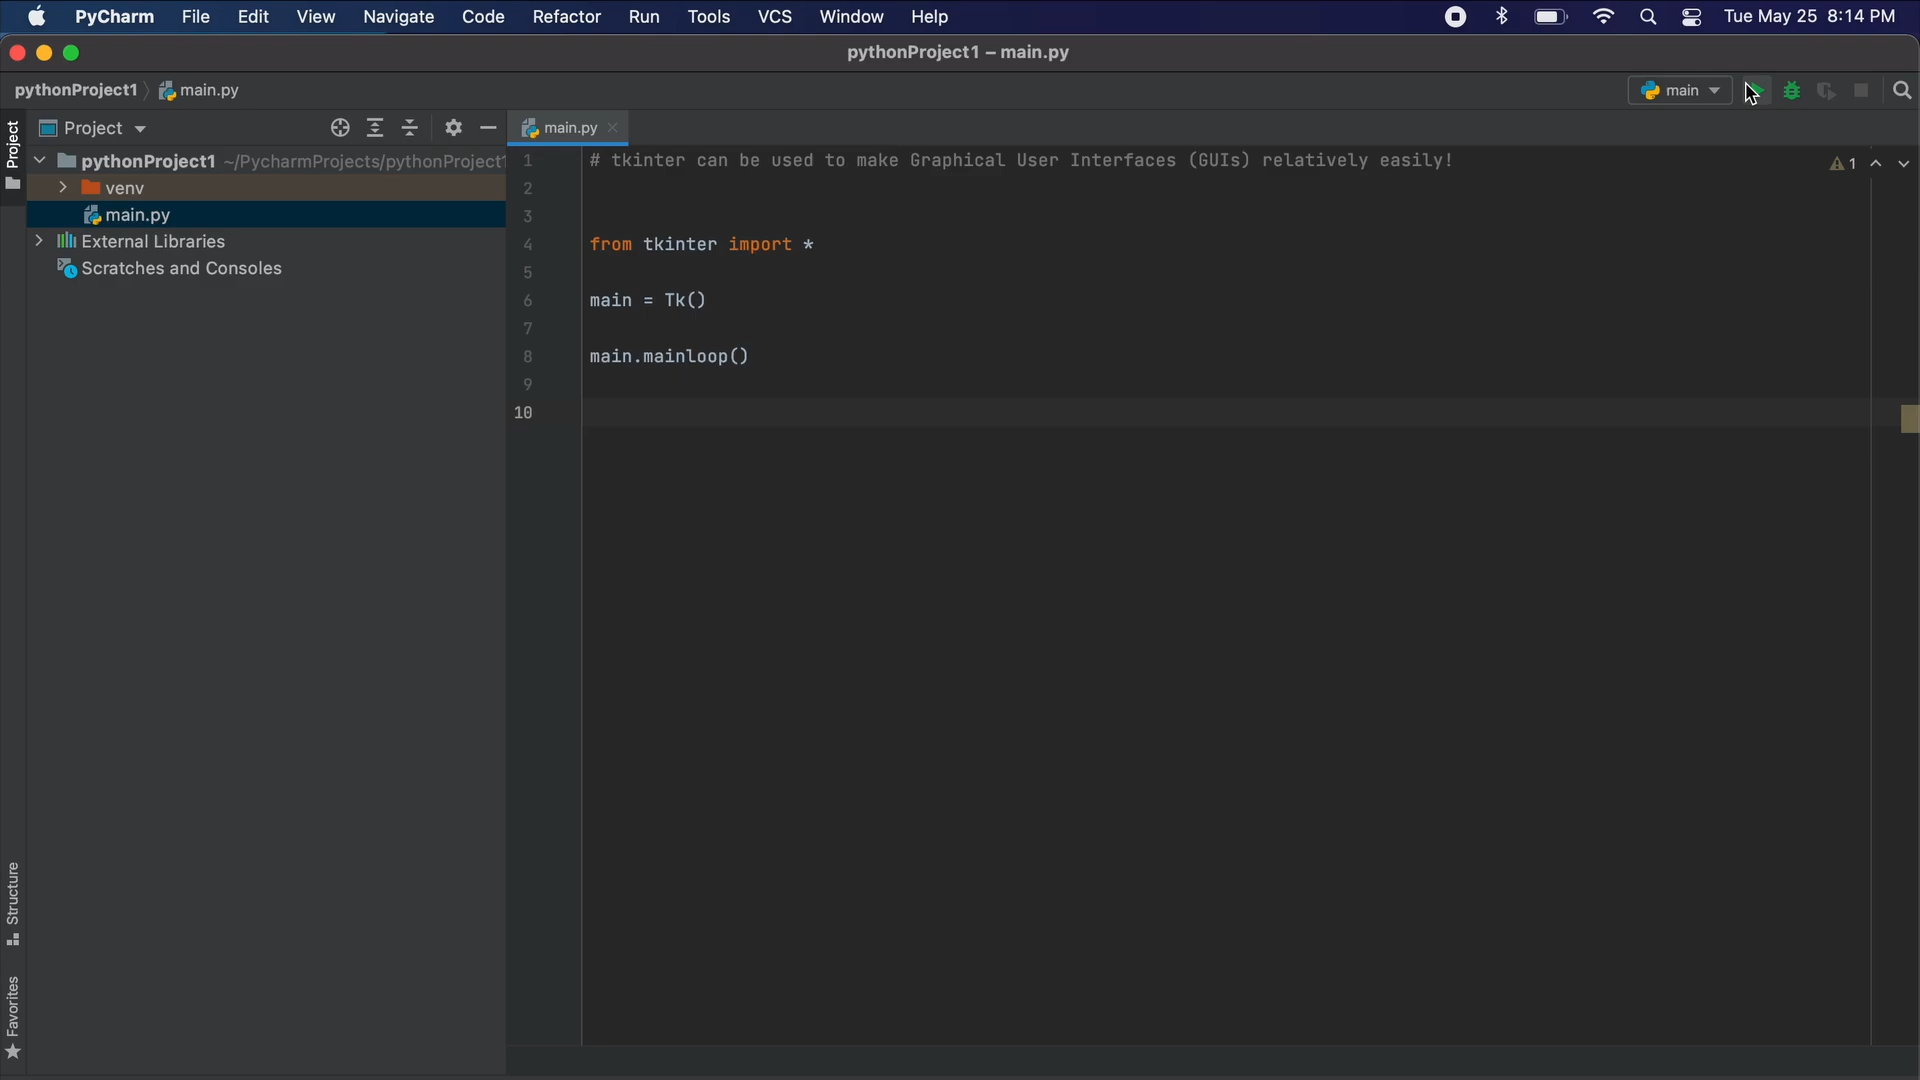 PyCharm File Edit View Navigate Code Refactor Run Tools VCS Window Help Tue May 25 8:14 PM
pythonProject1 – main.py
pythonProject1 main.py main
Project main.py
Project
pythonProject1 ~/PycharmProjects/pythonProject1
venv
main.py
External Libraries
Scratches and Consoles
1 # tkinter can be used to make Graphical User Interfaces (GUIs) relatively easily! 1
2
3
4 from tkinter import *
5
6 main = Tk()
7
8 main.mainloop()
9
10
Structure
Favorites